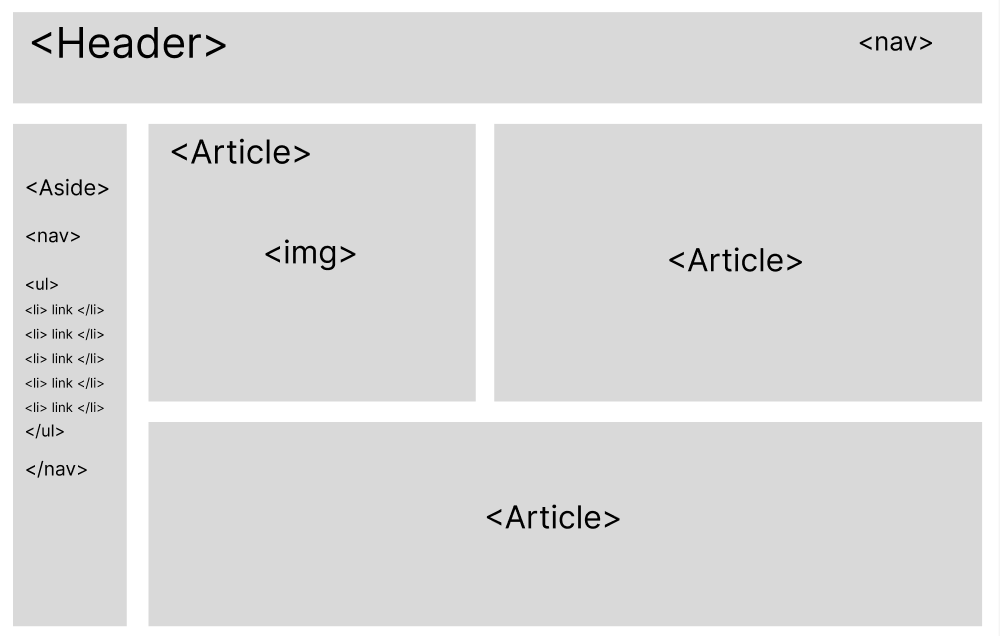 <Header>
<nav>
<Aside>
<nav>
<ul>
<li> link </li>
<li> link </li>
<li> link </li>
<li> link </li>
<li> link </li>
</ul>
</nav>
<Article>
<img>
<Article>
<Article>